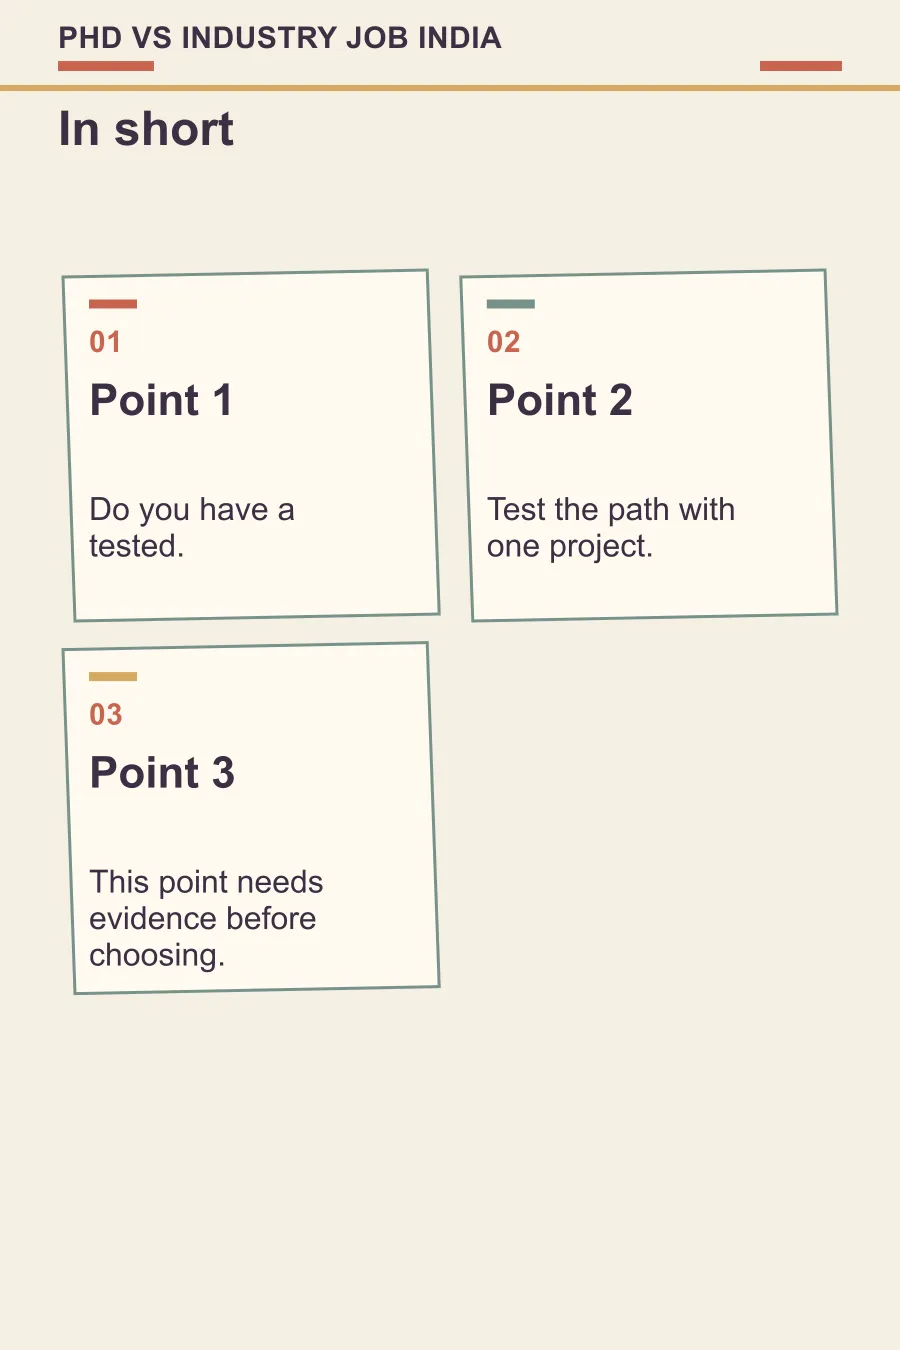 PHD VS INDUSTRY JOB INDIA
In short
01
Point 1
Do you have a
tested.
02
Point 2
Test the path with
one project.
03
Point 3
This point needs
evidence before
choosing.